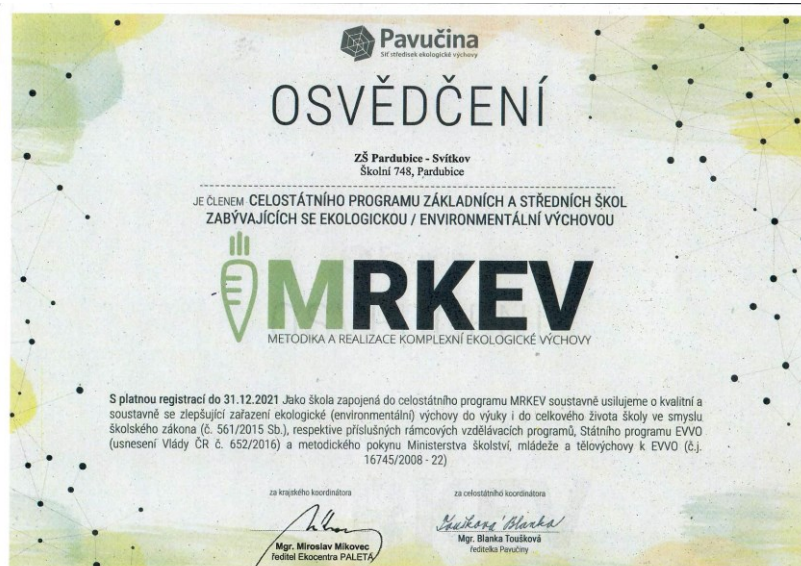 Pavučina
Síť středisek ekologické výchovy
OSVĚDČENÍ
ZŠ Pardubice - Svítkov
Školní 748, Pardubice
JE ČLENEM CELOSTÁTNÍHO PROGRAMU ZÁKLADNÍCH A STŘEDNÍCH ŠKOL
ZABÝVAJÍCÍCH SE EKOLOGICKOU / ENVIRONMENTÁLNÍ VÝCHOVOU
MRKEV
METODIKA A REALIZACE KOMPLEXNÍ EKOLOGICKÉ VÝCHOVY
S platnou registrací do 31.12.2021 Jako škola zapojená do celostátního programu MRKEV soustavně usilujeme o kvalitní a
soustavně se zlepšující zařazení ekologické (environmentální) výchovy do výuky i do celkového života školy ve smyslu
školského zákona (č. 561/2015 Sb.), respektive příslušných rámcových vzdělávacích programů, Státního programu EVVO
(usnesení Vlády ČR č. 652/2016) a metodického pokynu Ministerstva školství, mládeže a tělovýchovy k EVVO (č.j.
16745/2008 - 22)
za krajského koordinátora
za celostátního koordinátora
Toušková Blanka
Mgr. Miroslav Mikovec
ředitel Ekocentra PALETA
Mgr. Blanka Toušková
ředitelka Pavučiny